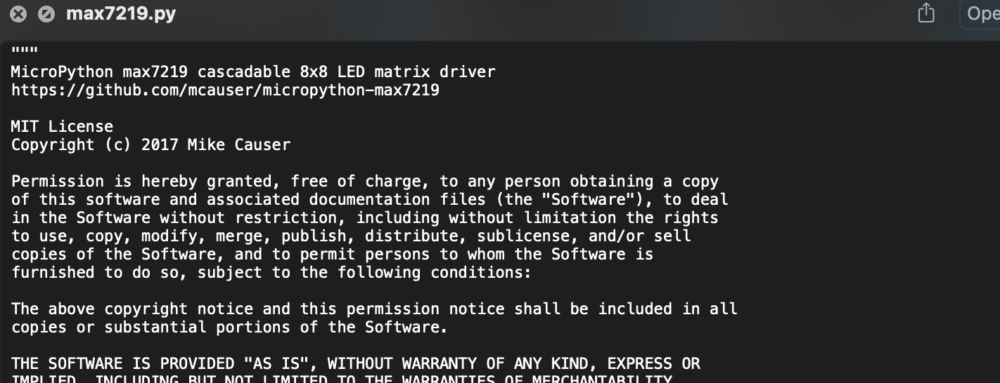 max7219.py
Ope
"""
MicroPython max7219 cascadable 8x8 LED matrix driver
https://github.com/mcauser/micropython-max7219
MIT License
Copyright (c) 2017 Mike Causer
Permission is hereby granted, free of charge, to any person obtaining a copy
of this software and associated documentation files (the "Software"), to deal
in the Software without restriction, including without limitation the rights
to use, copy, modify, merge, publish, distribute, sublicense, and/or sell
copies of the Software, and to permit persons to whom the Software is
furnished to do so, subject to the following conditions:
The above copyright notice and this permission notice shall be included in all
copies or substantial portions of the Software.
THE SOFTWARE IS PROVIDED "AS IS", WITHOUT WARRANTY OF ANY KIND, EXPRESS OR
IMPLIED, INCLUDING BUT NOT LIMITED TO THE WARRANTIES OF MERCHANTABILITY,